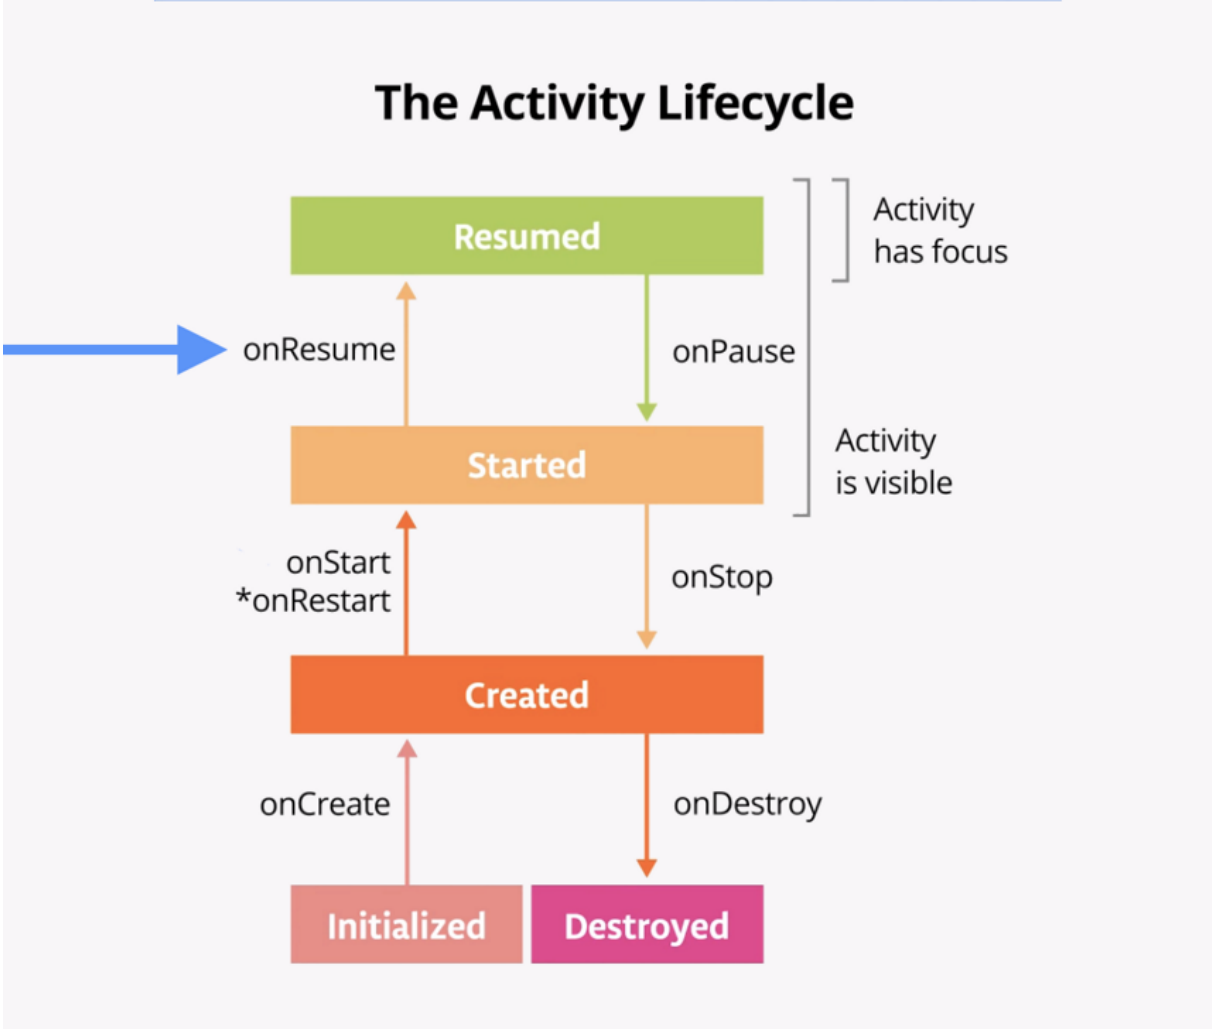 The Activity Lifecycle
Resumed
Activity
has focus
onResume
onPause
Started
Activity
is visible
onStart
*onRestart
onStop
Created
onCreate
onDestroy
Initialized
Destroyed